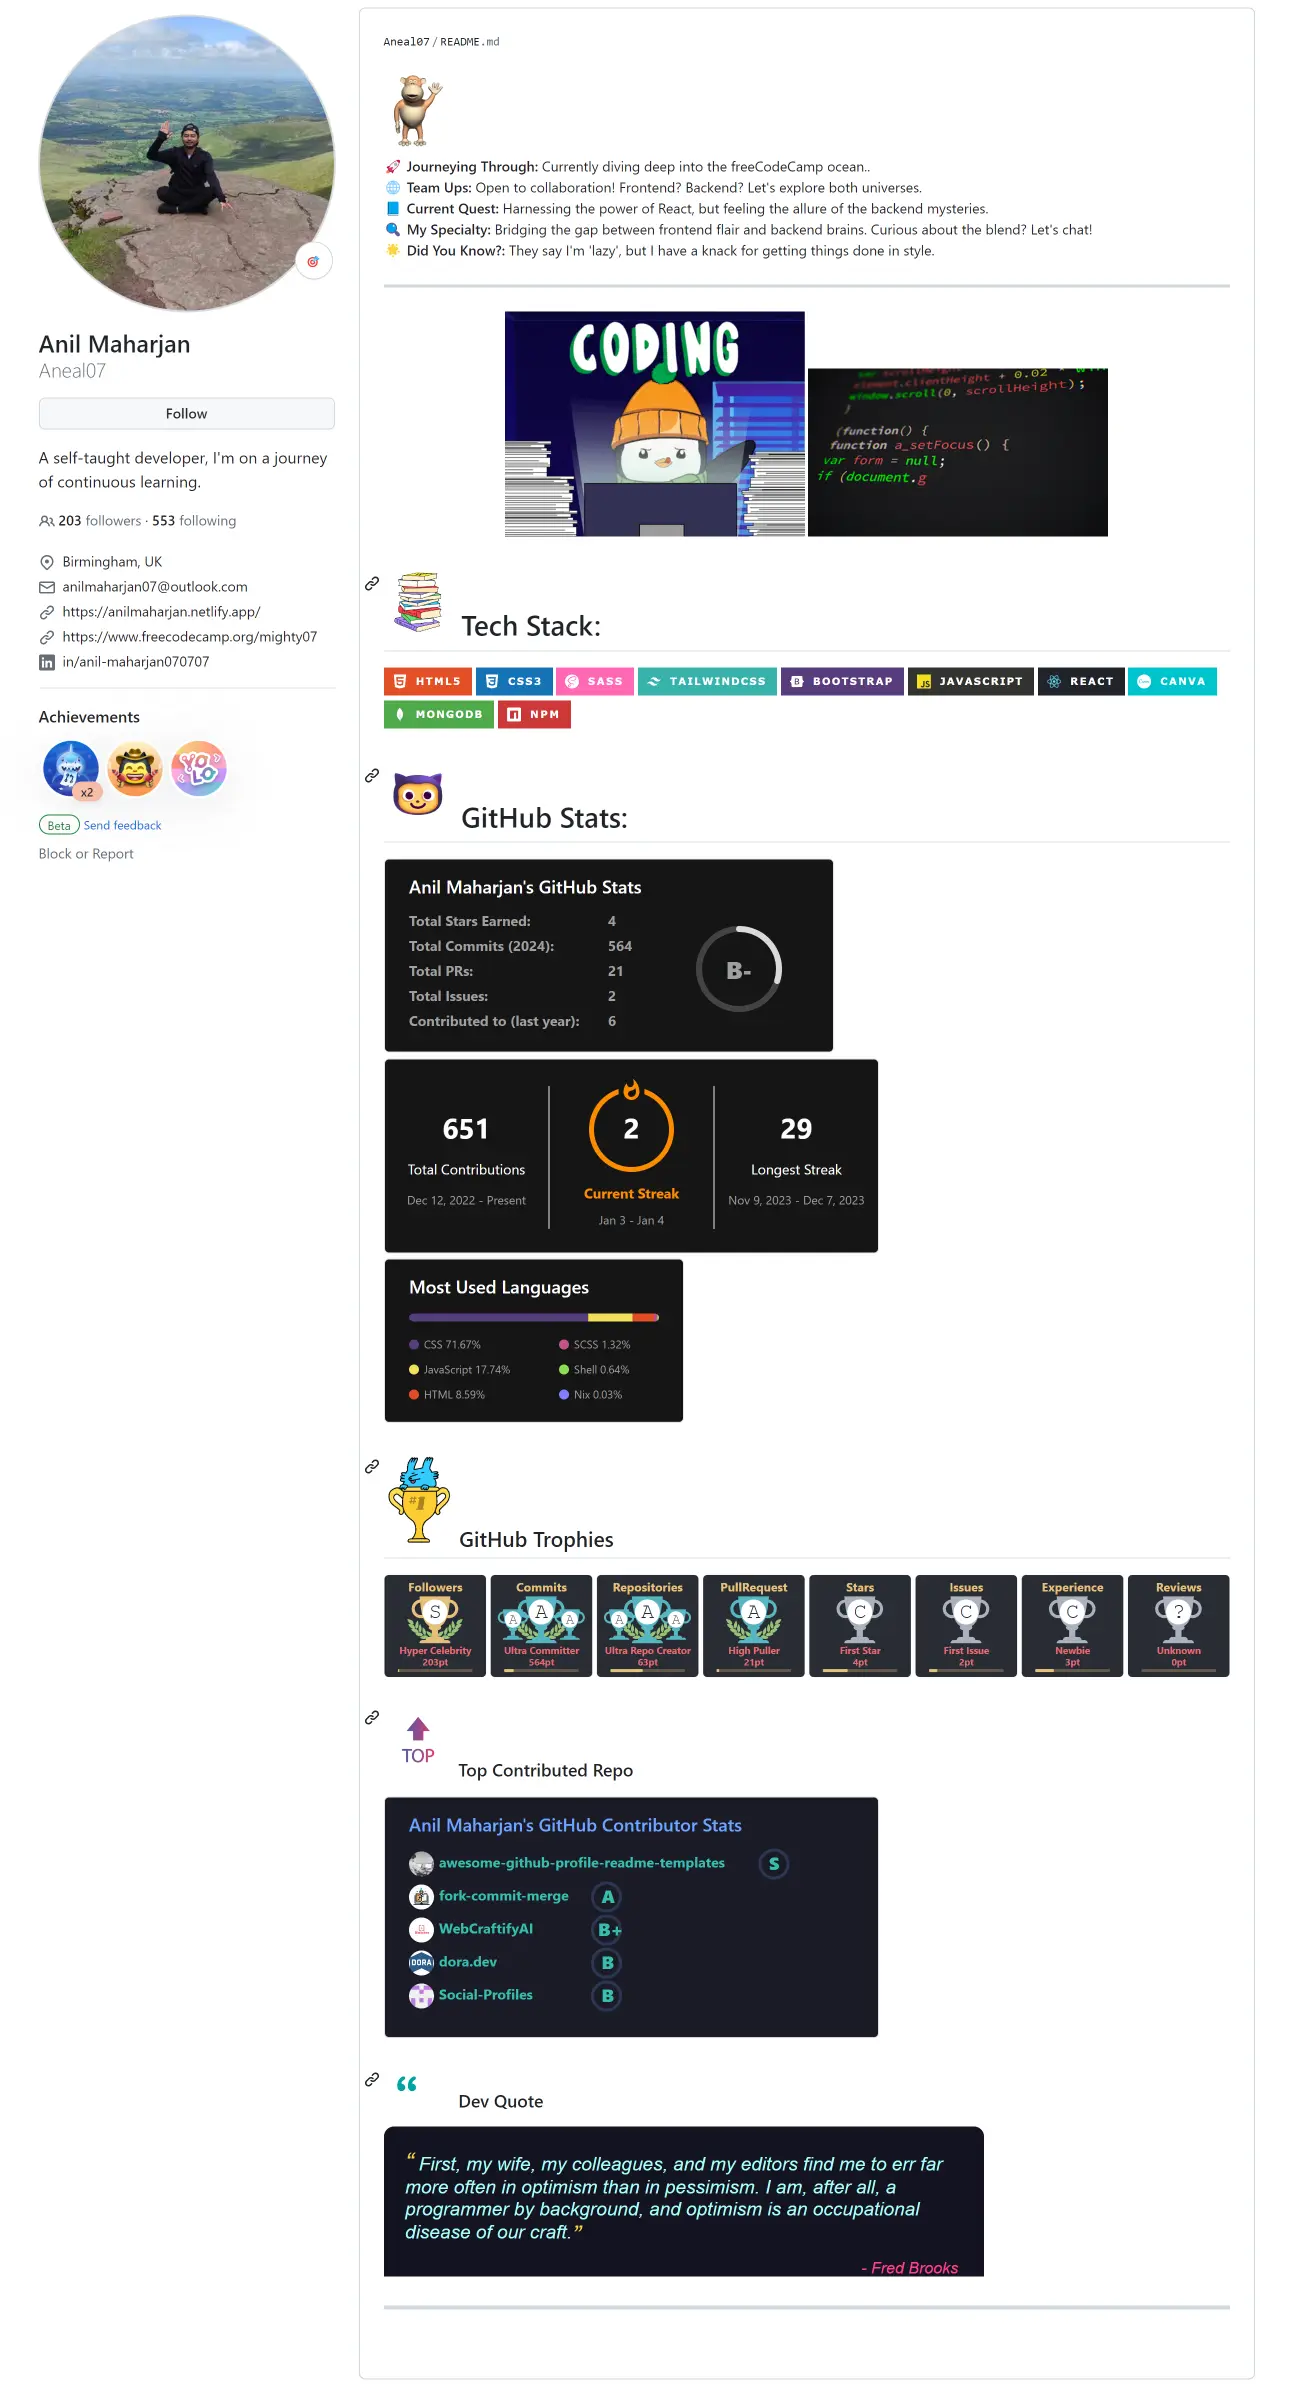 Anil Maharjan
Aneal07
Follow
A self-taught developer, I'm on a journey
of continuous learning.
203 followers · 553 following
Birmingham, UK
anilmaharjan07@outlook.com
https://anilmaharjan.netlify.app/
https://www.freecodecamp.org/mighty07
in/anil-maharjan070707
Achievements
x2
YOLO
Beta Send feedback
Block or Report
Aneal07 / README.md
Journeying Through: Currently diving deep into the freeCodeCamp ocean..
Team Ups: Open to collaboration! Frontend? Backend? Let's explore both universes.
Current Quest: Harnessing the power of React, but feeling the allure of the backend mysteries.
My Specialty: Bridging the gap between frontend flair and backend brains. Curious about the blend? Let's chat!
Did You Know?: They say I'm 'lazy', but I have a knack for getting things done in style.
CODING
element.clientHeight + 0.02 *
window.scroll(0, scrollHeight);
}
(function() {
function a_setFocus() {
var form = null;
if (document.g
Tech Stack:
HTML5 CSS3 SASS TAILWINDCSS BOOTSTRAP JAVASCRIPT REACT CANVA
MONGODB NPM
GitHub Stats:
Anil Maharjan's GitHub Stats
Total Stars Earned: 4
Total Commits (2024): 564
Total PRs: 21
Total Issues: 2
Contributed to (last year): 6
B-
651
Total Contributions
Dec 12, 2022 - Present
2
Current Streak
Jan 3 - Jan 4
29
Longest Streak
Nov 9, 2023 - Dec 7, 2023
Most Used Languages
CSS 71.67%
JavaScript 17.74%
HTML 8.59%
SCSS 1.32%
Shell 0.64%
Nix 0.03%
#1
GitHub Trophies
Followers
S
Hyper Celebrity
203pt
Commits
A A A
Ultra Committer
564pt
Repositories
A A A
Ultra Repo Creator
63pt
PullRequest
A
High Puller
21pt
Stars
C
First Star
4pt
Issues
C
First Issue
2pt
Experience
C
Newbie
3pt
Reviews
?
Unknown
0pt
TOP
Top Contributed Repo
Anil Maharjan's GitHub Contributor Stats
awesome-github-profile-readme-templates S
fork-commit-merge A
WebCraftifyAI B+
DORA dora.dev B
Social-Profiles B
Dev Quote
“ First, my wife, my colleagues, and my editors find me to err far
more often in optimism than in pessimism. I am, after all, a
programmer by background, and optimism is an occupational
disease of our craft.”
- Fred Brooks